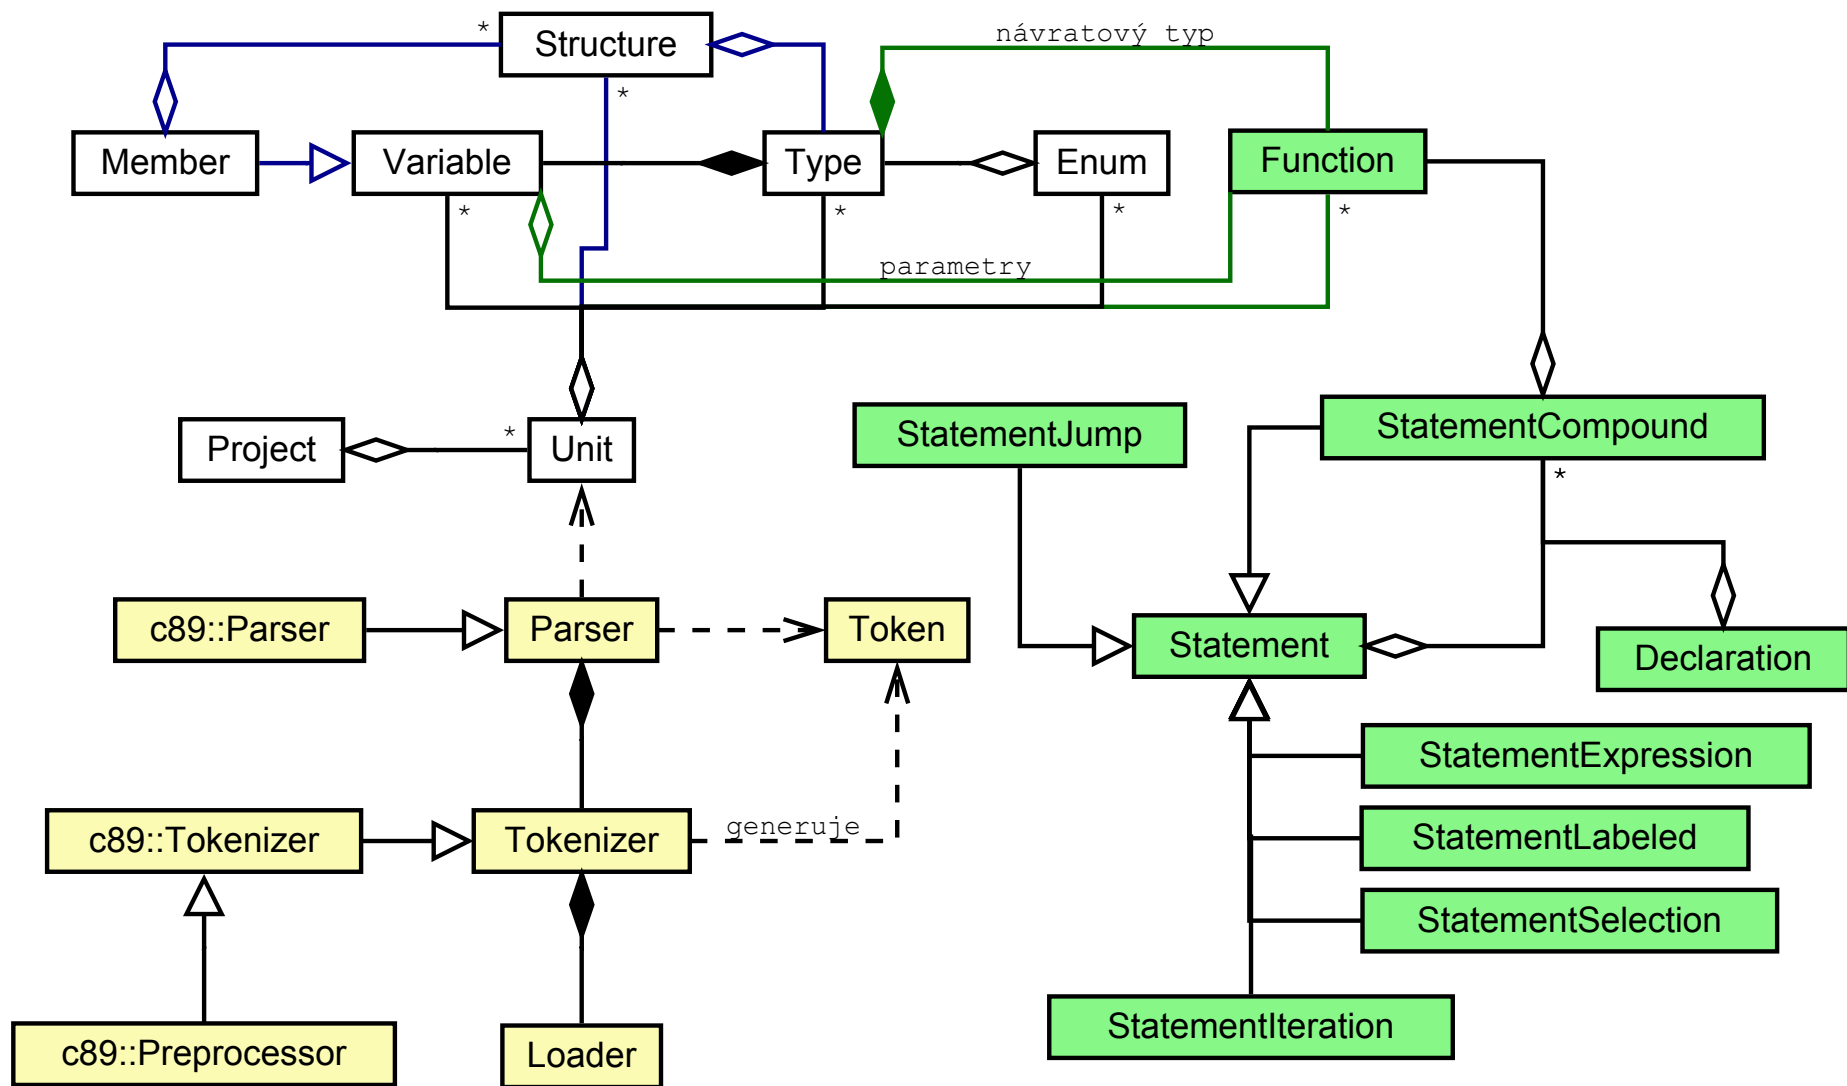 * Structure návratový typ
*
Member Variable Type Enum Function
* * * *
parametry
Project * Unit StatementJump StatementCompound
*
c89::Parser Parser Token Statement Declaration
StatementExpression
c89::Tokenizer Tokenizer generuje StatementLabeled
StatementSelection
c89::Preprocessor Loader StatementIteration